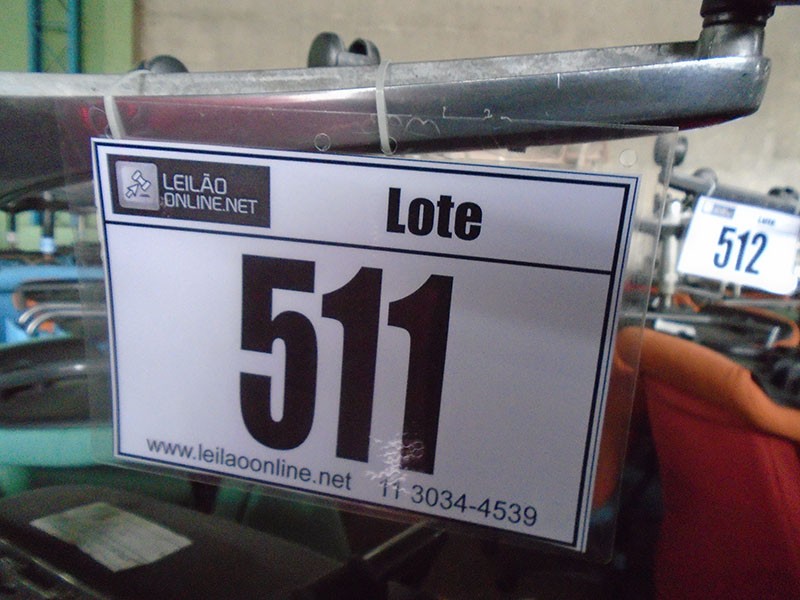 LEILÃO
ONLINE.NET
Lote
511
www.leilaoonline.net 11 3034-4539
512